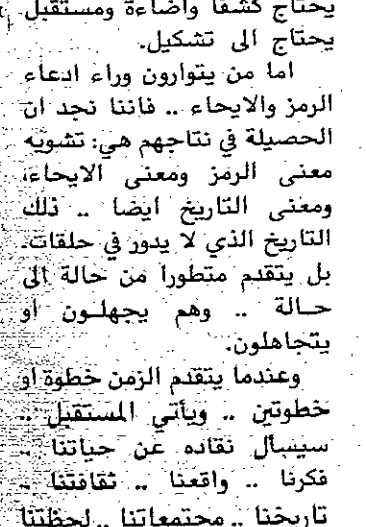 يحتاج كشفا واضاءة ومستقبل
يحتاج الى تشكيل.
اما من يتوارون وراء ادعاء
الرمز والايحاء .. فاننا نجد ان
الحصيلة في نتاجهم هي: تشويه
معنى الرمز ومعنى الايحاء،
ومعنى التاريخ ايضا .. ذلك
التاريخ الذي لا يدور في حلقات.
بل يتقدم متطورا من حالة الى
حالة .. وهم يجهلون او
يتجاهلون.
وعندما يتقدم الزمن خطوة او
خطوتين .. ويأتي المستقبل ..
سيسأل نقاده عن حياتنا ..
فكرنا .. واقعنا .. ثقافتنا ..
تاريخنا .. مجتمعاتنا .. لحظتنا